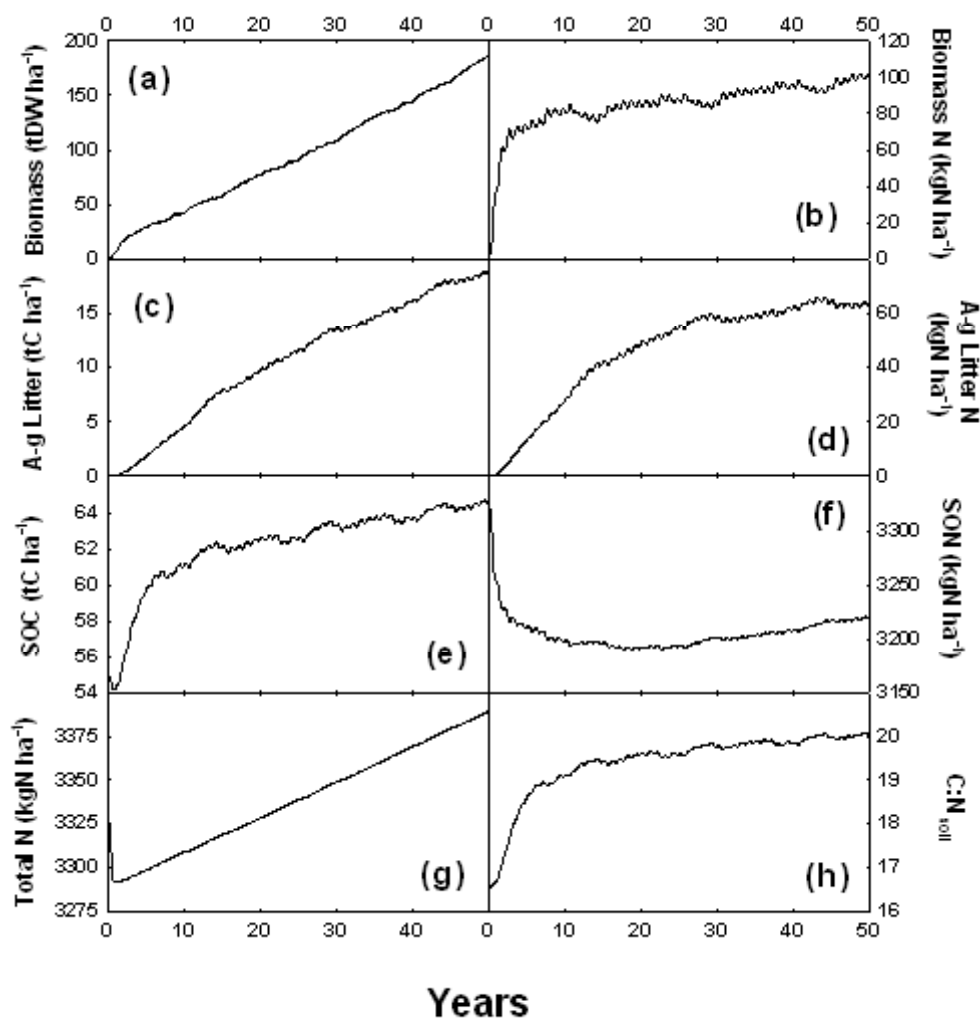 0 10 20 30 40 0 10 20 30 40 50
Biomass (tDW ha⁻¹)
200
150
100
50
0
(a)
(b)
120
100
80
60
40
20
0
Biomass N (kgN ha⁻¹)
A-g Litter (tC ha⁻¹)
15
10
5
0
(c)
(d)
60
40
20
0
A-g Litter N
(kgN ha⁻¹)
SOC (tC ha⁻¹)
64
62
60
58
56
54
(e)
(f)
3300
3250
3200
3150
SON (kgN ha⁻¹)
Total N (kgN ha⁻¹)
3375
3350
3325
3300
3275
(g)
(h)
20
19
18
17
16
C:Nsoil
0 10 20 30 40 0 10 20 30 40 50
Years